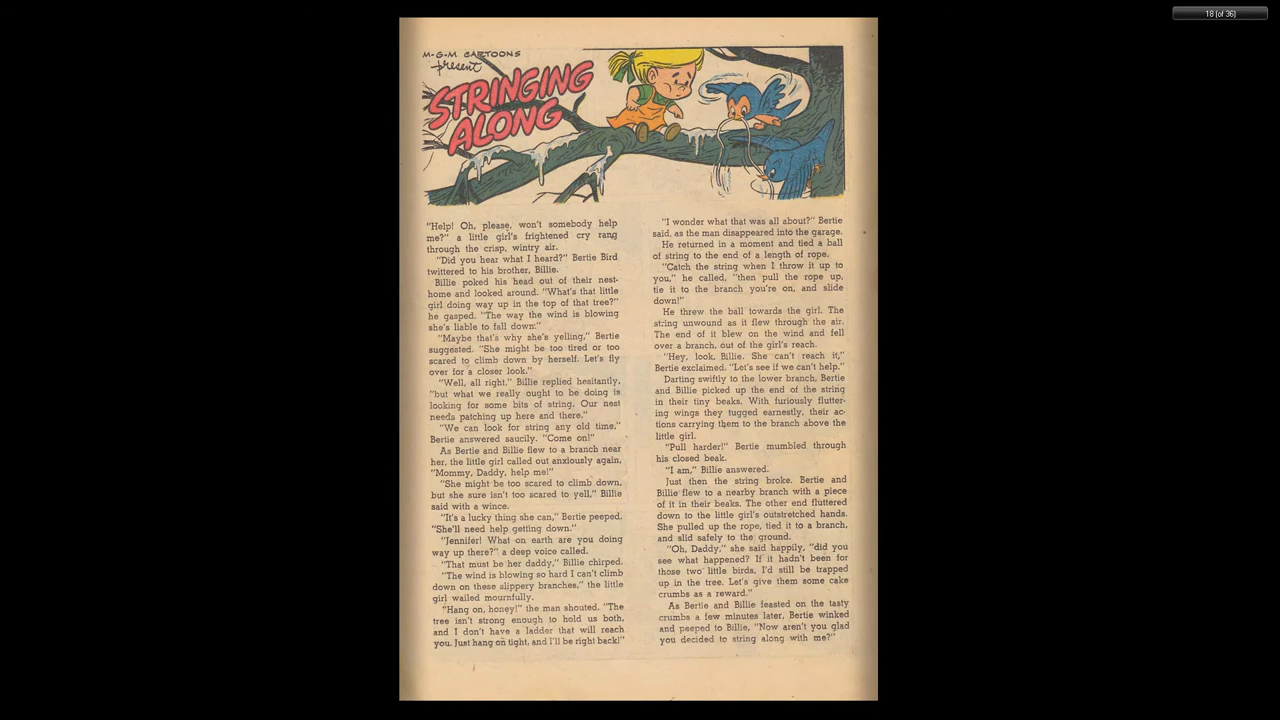 18 [of 36]
M-G-M CARTOONS
present
STRINGING
ALONG
"Help! Oh, please, won't somebody help
me?" a little girl's frightened cry rang
through the crisp, wintry air.
"Did you hear what I heard?" Bertie Bird
twittered to his brother, Billie.
Billie poked his head out of their nest-
home and looked around. "What's that little
girl doing way up in the top of that tree?"
he gasped. "The way the wind is blowing
she's liable to fall down."
"Maybe that's why she's yelling," Bertie
suggested. "She might be too tired or too
scared to climb down by herself. Let's fly
over for a closer look."
"Well, all right," Billie replied hesitantly,
"but what we really ought to be doing is
looking for some bits of string. Our nest
needs patching up here and there."
"We can look for string any old time,"
Bertie answered saucily. "Come on!"
As Bertie and Billie flew to a branch near
her, the little girl called out anxiously again,
"Mommy, Daddy, help me!"
"She might be too scared to climb down,
but she sure isn't too scared to yell," Billie
said with a wince.
"It's a lucky thing she can," Bertie peeped.
"She'll need help getting down."
"Jennifer! What on earth are you doing
way up there?" a deep voice called.
"That must be her daddy," Billie chirped.
"The wind is blowing so hard I can't climb
down on these slippery branches," the little
girl wailed mournfully.
"Hang on, honey!" the man shouted. "The
tree isn't strong enough to hold us both,
and I don't have a ladder that will reach
you. Just hang on tight, and I'll be right back!"
"I wonder what that was all about?" Bertie
said, as the man disappeared into the garage.
He returned in a moment and tied a ball
of string to the end of a length of rope.
"Catch the string when I throw it up to
you," he called, "then pull the rope up,
tie it to the branch you're on, and slide
down!"
He threw the ball towards the girl. The
string unwound as it flew through the air.
The end of it blew on the wind and fell
over a branch, out of the girl's reach.
"Hey, look, Billie. She can't reach it,"
Bertie exclaimed. "Let's see if we can't help."
Darting swiftly to the lower branch, Bertie
and Billie picked up the end of the string
in their tiny beaks. With furiously flutter-
ing wings they tugged earnestly, their ac-
tions carrying them to the branch above the
little girl.
"Pull harder!" Bertie mumbled through
his closed beak.
"I am," Billie answered.
Just then the string broke. Bertie and
Billie flew to a nearby branch with a piece
of it in their beaks. The other end fluttered
down to the little girl's outstretched hands.
She pulled up the rope, tied it to a branch,
and slid safely to the ground.
"Oh, Daddy," she said happily, "did you
see what happened? If it hadn't been for
those two little birds, I'd still be trapped
up in the tree. Let's give them some cake
crumbs as a reward."
As Bertie and Billie feasted on the tasty
crumbs a few minutes later, Bertie winked
and peeped to Billie, "Now aren't you glad
you decided to string along with me?"